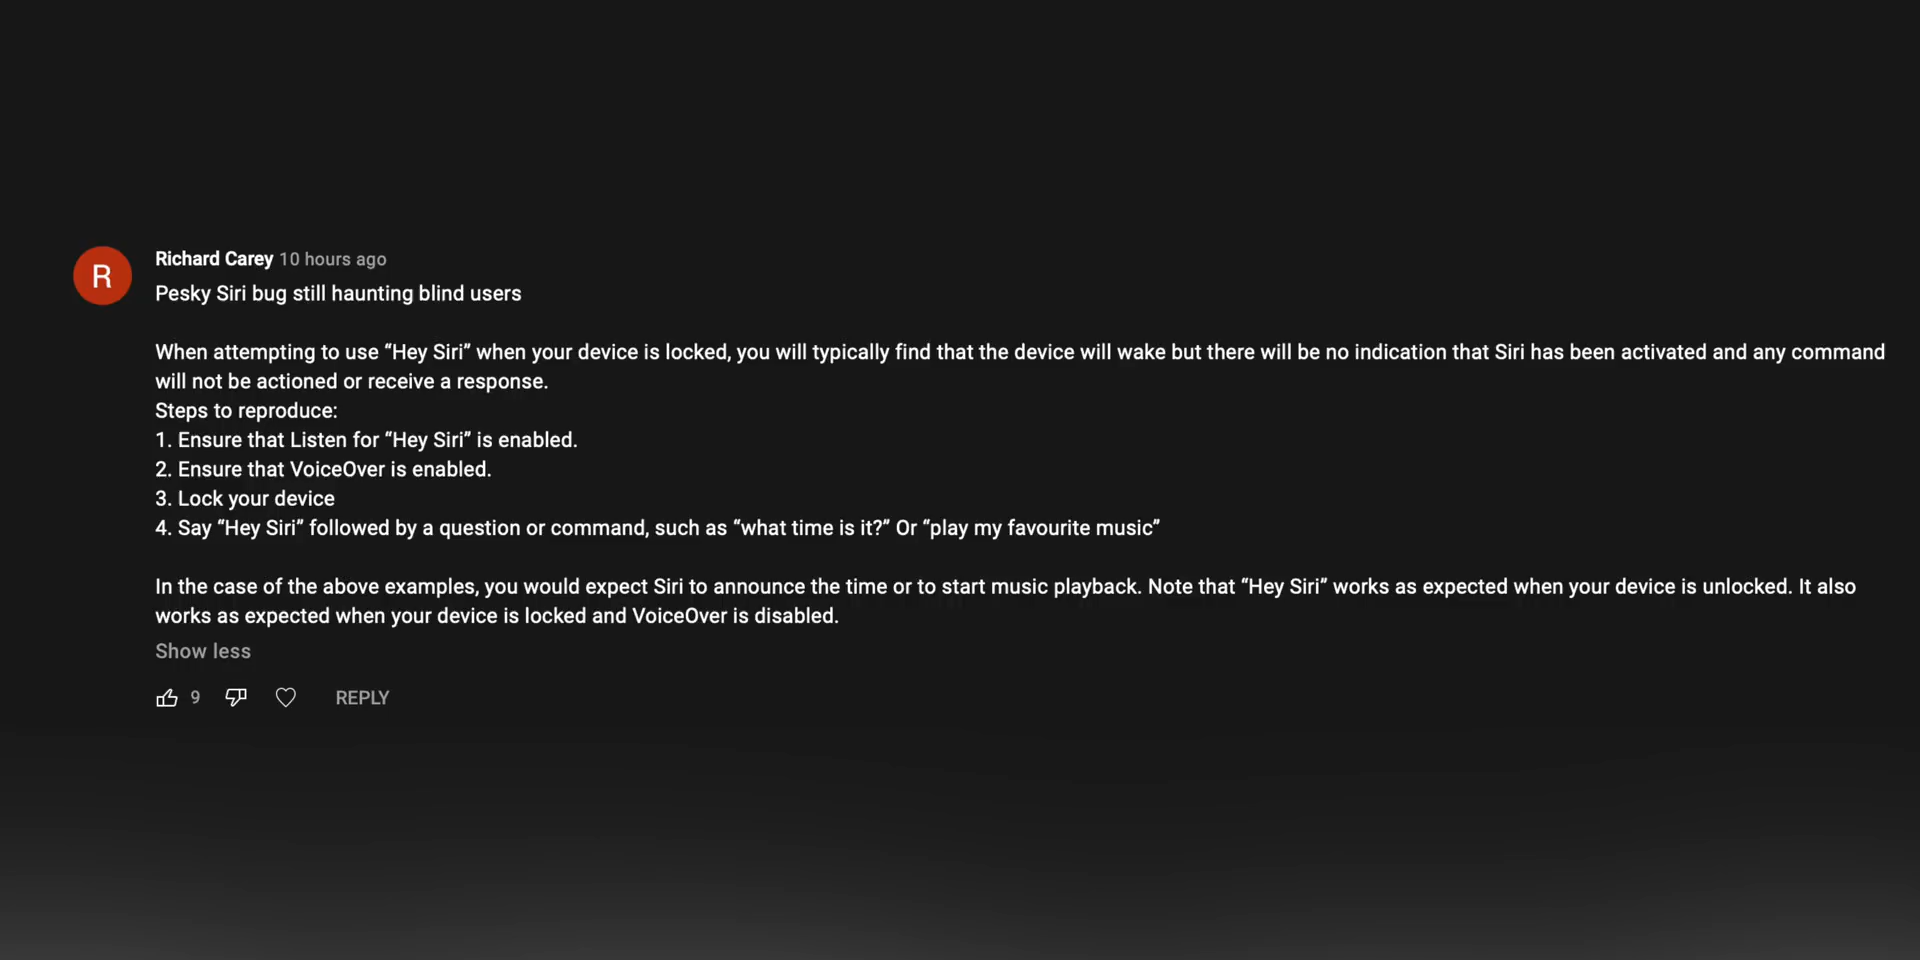 R
Richard Carey 10 hours ago
Pesky Siri bug still haunting blind users
When attempting to use “Hey Siri” when your device is locked, you will typically find that the device will wake but there will be no indication that Siri has been activated and any command
will not be actioned or receive a response.
Steps to reproduce:
1. Ensure that Listen for “Hey Siri” is enabled.
2. Ensure that VoiceOver is enabled.
3. Lock your device
4. Say “Hey Siri” followed by a question or command, such as “what time is it?” Or “play my favourite music”
In the case of the above examples, you would expect Siri to announce the time or to start music playback. Note that “Hey Siri” works as expected when your device is unlocked. It also
works as expected when your device is locked and VoiceOver is disabled.
Show less
9 REPLY